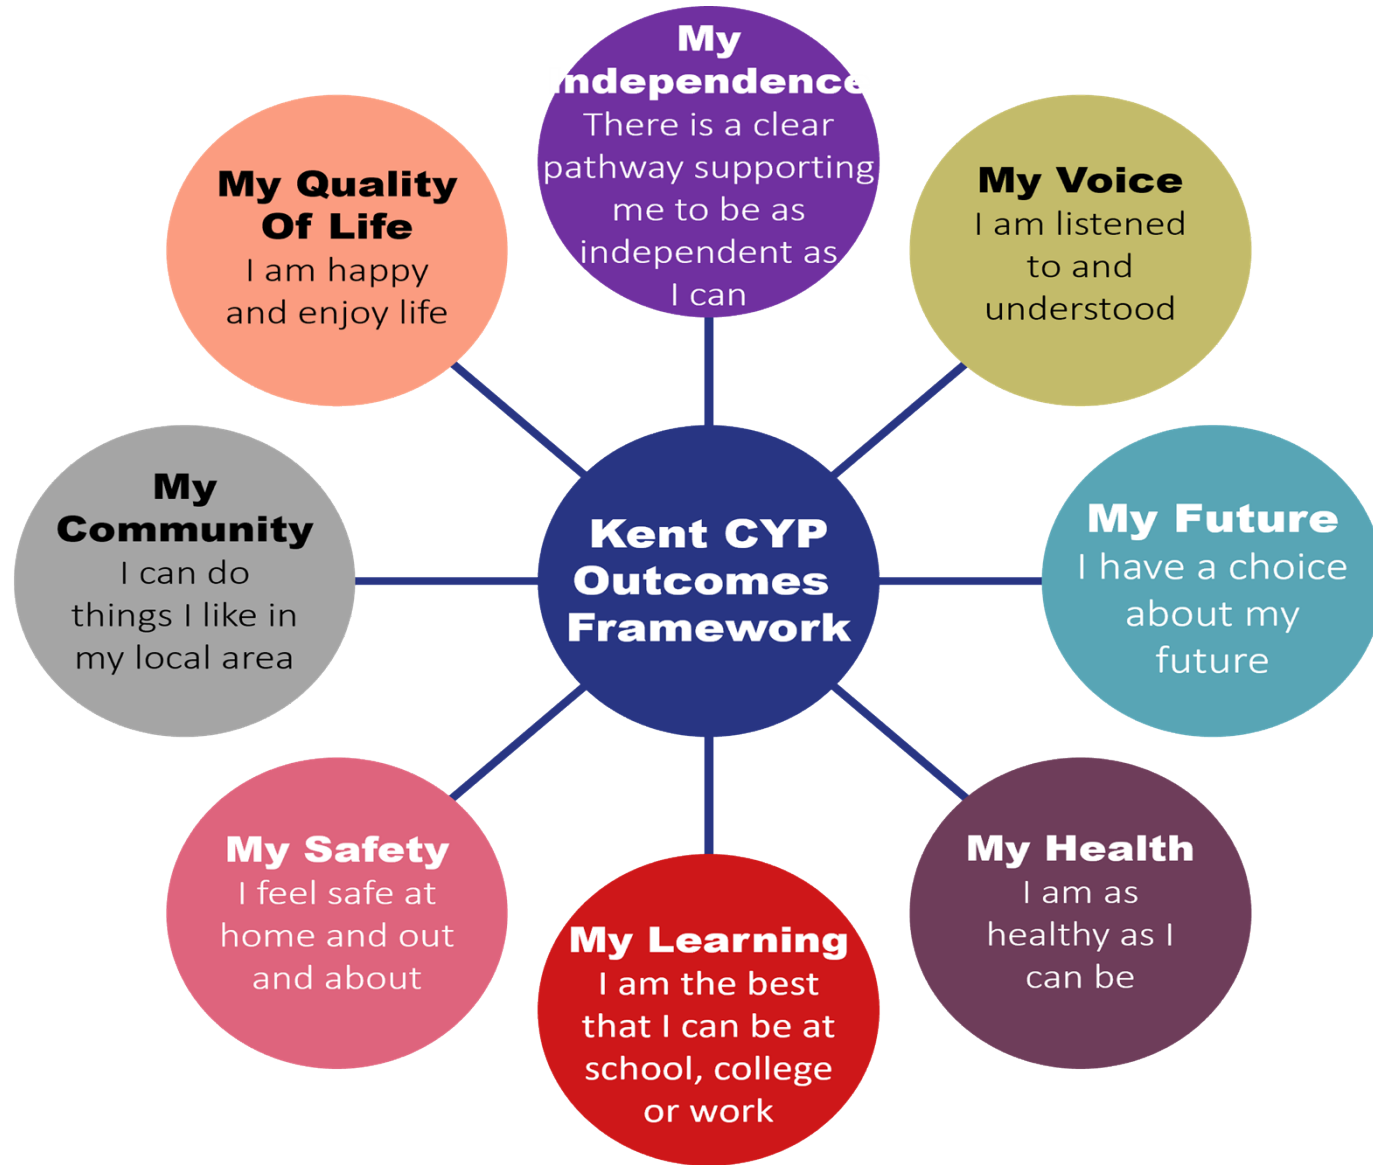 My
Independence
There is a clear
pathway supporting
me to be as
independent as
I can
My Voice
I am listened
to and
understood
My Future
I have a choice
about my
future
My Health
I am as
healthy as I
can be
My Learning
I am the best
that I can be at
school, college
or work
My Safety
I feel safe at
home and out
and about
My
Community
I can do
things I like in
my local area
My Quality
Of Life
I am happy
and enjoy life
Kent CYP
Outcomes
Framework